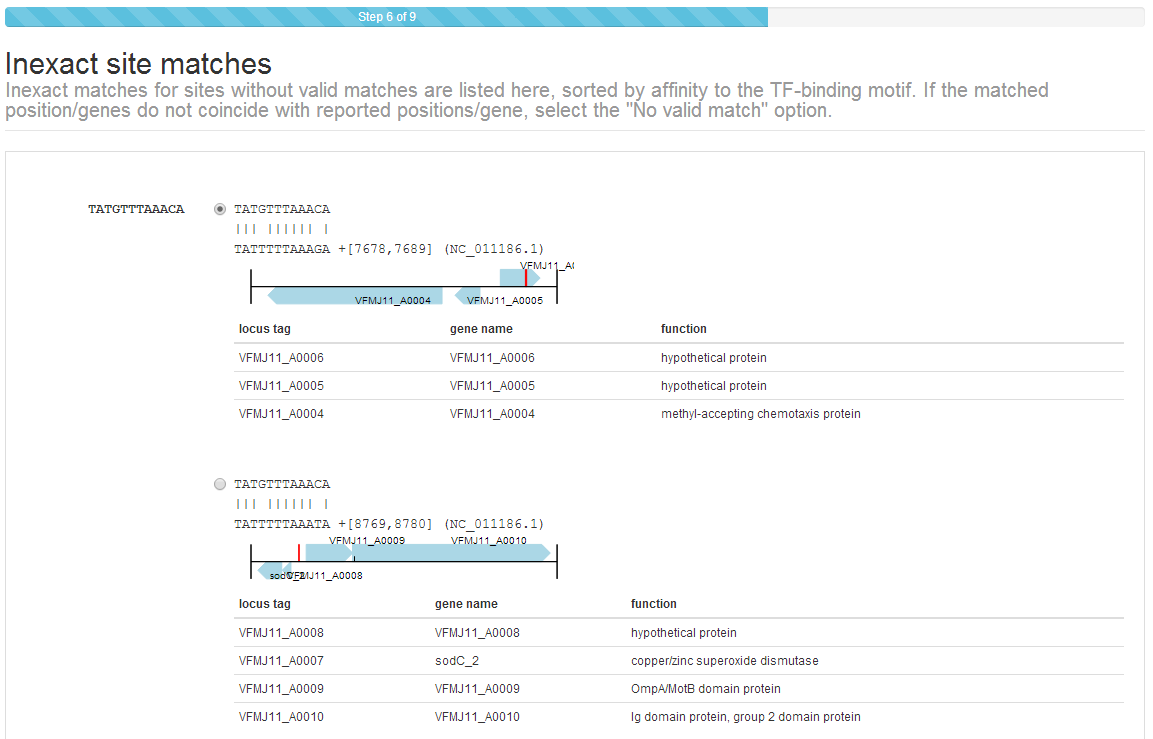 Step 6 of 9
Inexact site matches
Inexact matches for sites without valid matches are listed here, sorted by affinity to the TF-binding motif. If the matched
position/genes do not coincide with reported positions/gene, select the "No valid match" option.
TATGTTTAAACA TATGTTTAAACA
TATTTTTAAAGA +[7678,7689] (NC_011186.1)
VFMJ11_A0
VFMJ11_A0004 VFMJ11_A0005
locus tag gene name function
VFMJ11_A0006 VFMJ11_A0006 hypothetical protein
VFMJ11_A0005 VFMJ11_A0005 hypothetical protein
VFMJ11_A0004 VFMJ11_A0004 methyl-accepting chemotaxis protein
TATGTTTAAACA
TATTTTTAAATA +[8769,8780] (NC_011186.1)
VFMJ11_A0009 VFMJ11_A0010
sodC_2 VFMJ11_A0008
locus tag gene name function
VFMJ11_A0008 VFMJ11_A0008 hypothetical protein
VFMJ11_A0007 sodC_2 copper/zinc superoxide dismutase
VFMJ11_A0009 VFMJ11_A0009 OmpA/MotB domain protein
VFMJ11_A0010 VFMJ11_A0010 Ig domain protein, group 2 domain protein